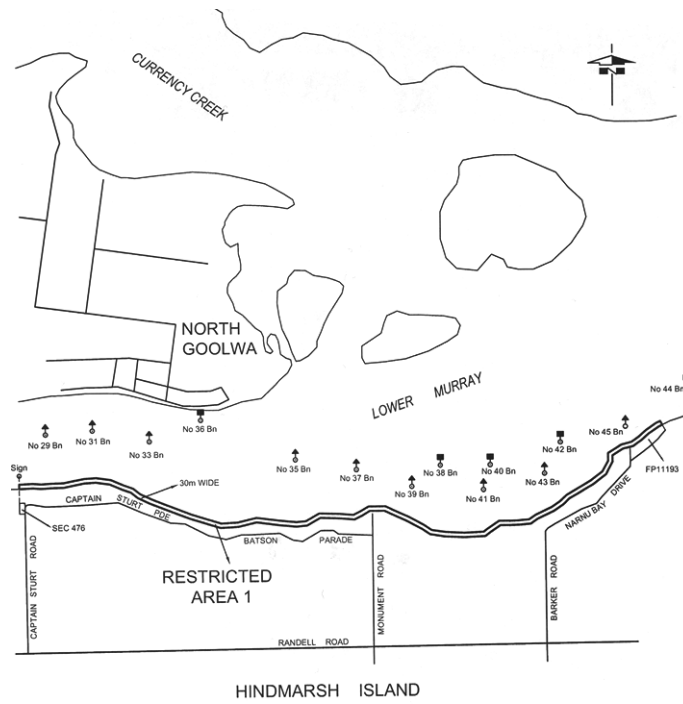 CURRENCY CREEK
N
NORTH
GOOLWA
LOWER MURRAY
No 44 Bn
No 36 Bn
No 45 Bn
No 29 Bn
No 31 Bn
No 33 Bn
No 42 Bn
No 35 Bn
No 37 Bn
No 38 Bn
No 40 Bn
No 43 Bn
No 39 Bn
No 41 Bn
Sign
FP11193
30m WIDE
CAPTAIN STURT PDE
SEC 476
BATSON PARADE
NARNU BAY DRIVE
RESTRICTED
AREA 1
CAPTAIN STURT ROAD
MONUMENT ROAD
BARKER ROAD
RANDELL ROAD
HINDMARSH ISLAND